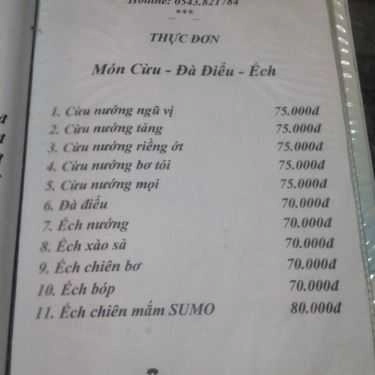 Hotline: 0543.821784
***
THỰC ĐƠN
Món Cừu - Đà Điểu - Ếch
1. Cừu nướng ngũ vị 75.000đ
2. Cừu nướng tảng 75.000đ
3. Cừu nướng riềng ớt 75.000đ
4. Cừu nướng bơ tỏi 75.000đ
5. Cừu nướng mọi 75.000đ
6. Đà điểu 70.000đ
7. Ếch nướng 70.000đ
8. Ếch xào sả 70.000đ
9. Ếch chiên bơ 70.000đ
10. Ếch bóp 70.000đ
11. Ếch chiên mắm SUMO 80.000đ